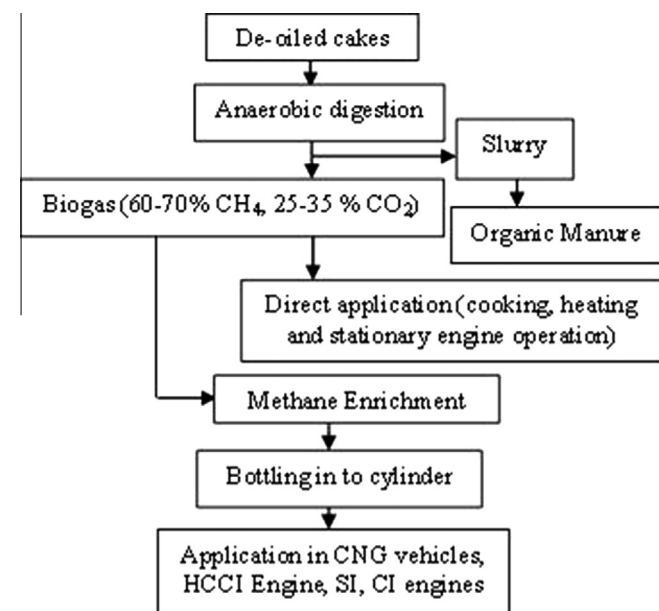 De-oiled cakes
Anaerobic digestion
Slurry
Biogas (60-70% CH₄, 25-35 % CO₂)
Organic Manure
Direct application (cooking, heating
and stationary engine operation)
Methane Enrichment
Bottling in to cylinder
Application in CNG vehicles,
HCCI Engine, SI, CI engines